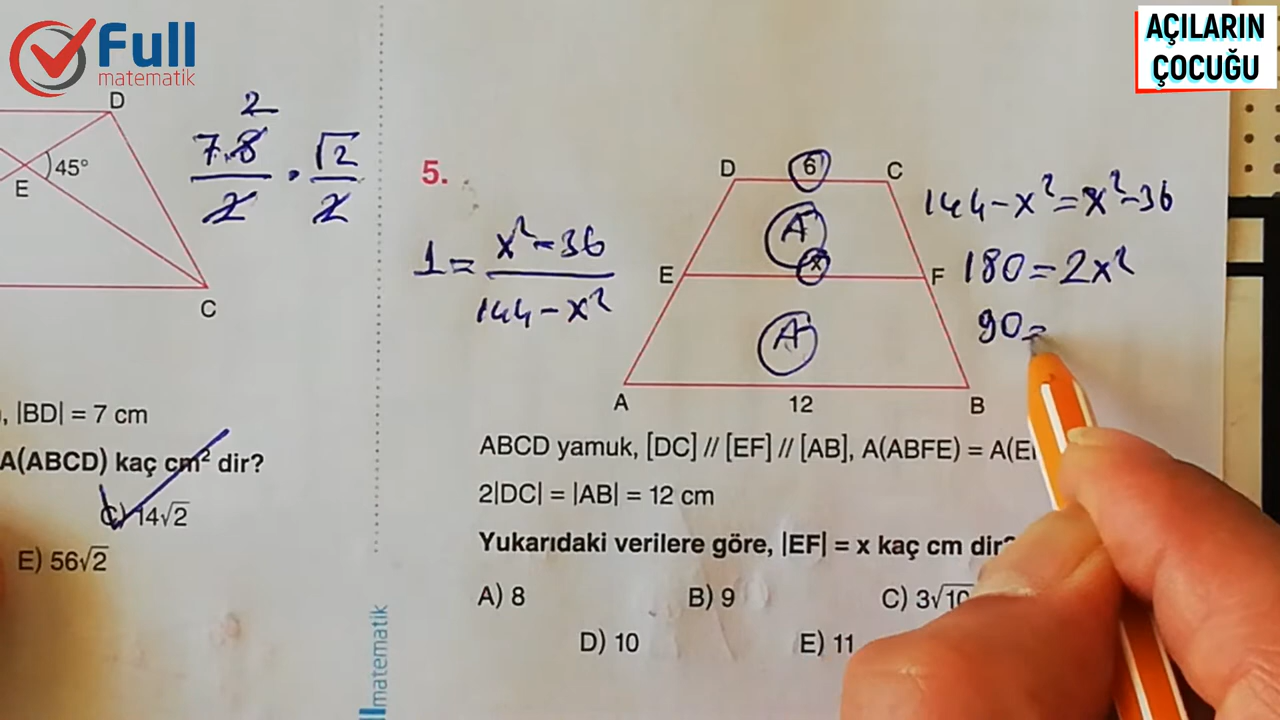 Full
matematik
AÇILARIN
ÇOCUĞU
D
45°
E
C
7.8 2
2
. √2
2
, |BD| = 7 cm
A(ABCD) kaç cm² dir?
C) 14√2
E) 56√2
matematik
5.
D 6 C
A
E x F
A
A 12 B
1 = x² - 36
144 - x²
144 - x² = x² - 36
180 = 2x²
90 =
ABCD yamuk, [DC] // [EF] // [AB], A(ABFE) = A(E
2|DC| = |AB| = 12 cm
Yukarıdaki verilere göre, |EF| = x kaç cm dir?
A) 8 B) 9 C) 3√10
D) 10 E) 11